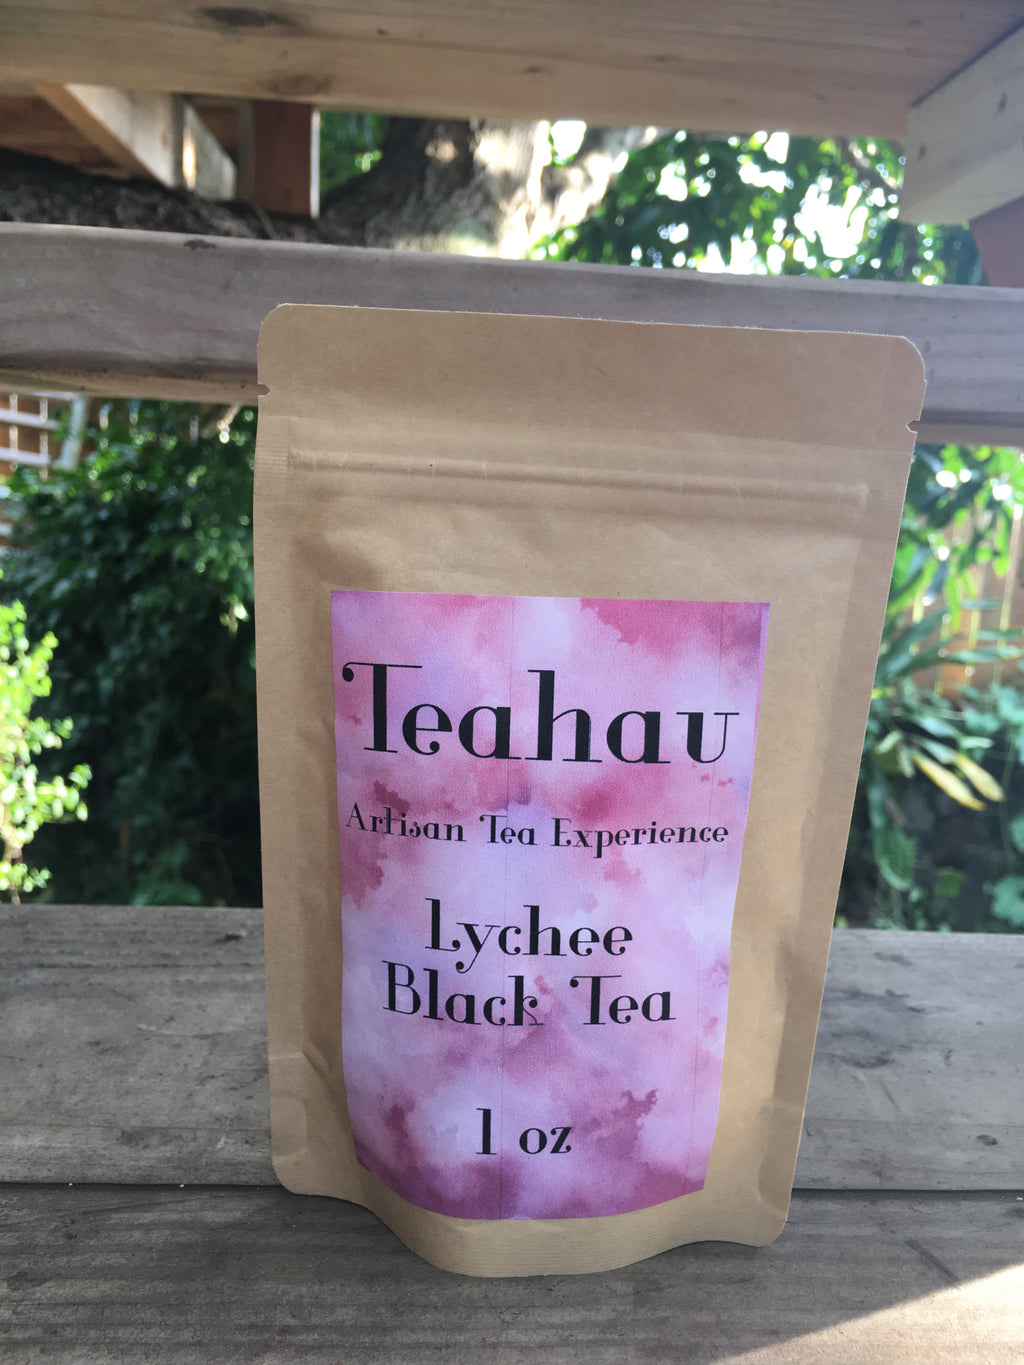 Teahau
Artisan Tea Experience
Lychee
Black Tea
1 oz